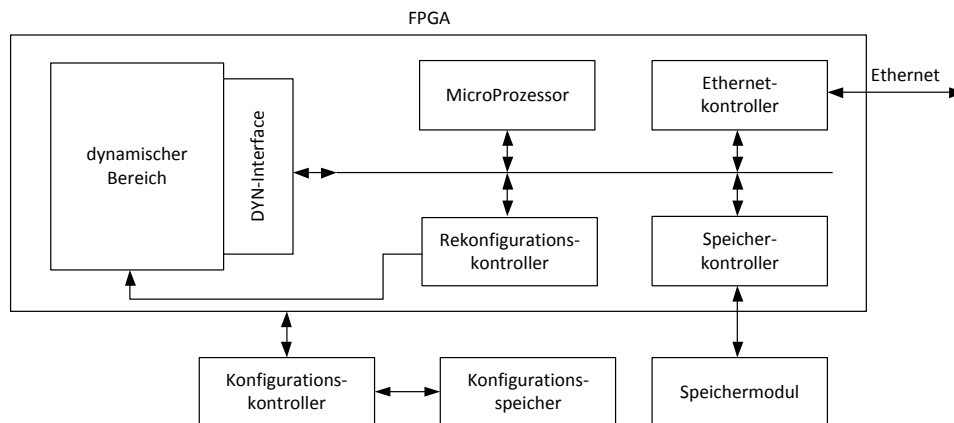 FPGA
dynamischer
Bereich
DYN-Interface
MicroProzessor
Ethernet-
kontroller
Ethernet
Rekonfigurations-
kontroller
Speicher-
kontroller
Konfigurations-
kontroller
Konfigurations-
speicher
Speichermodul